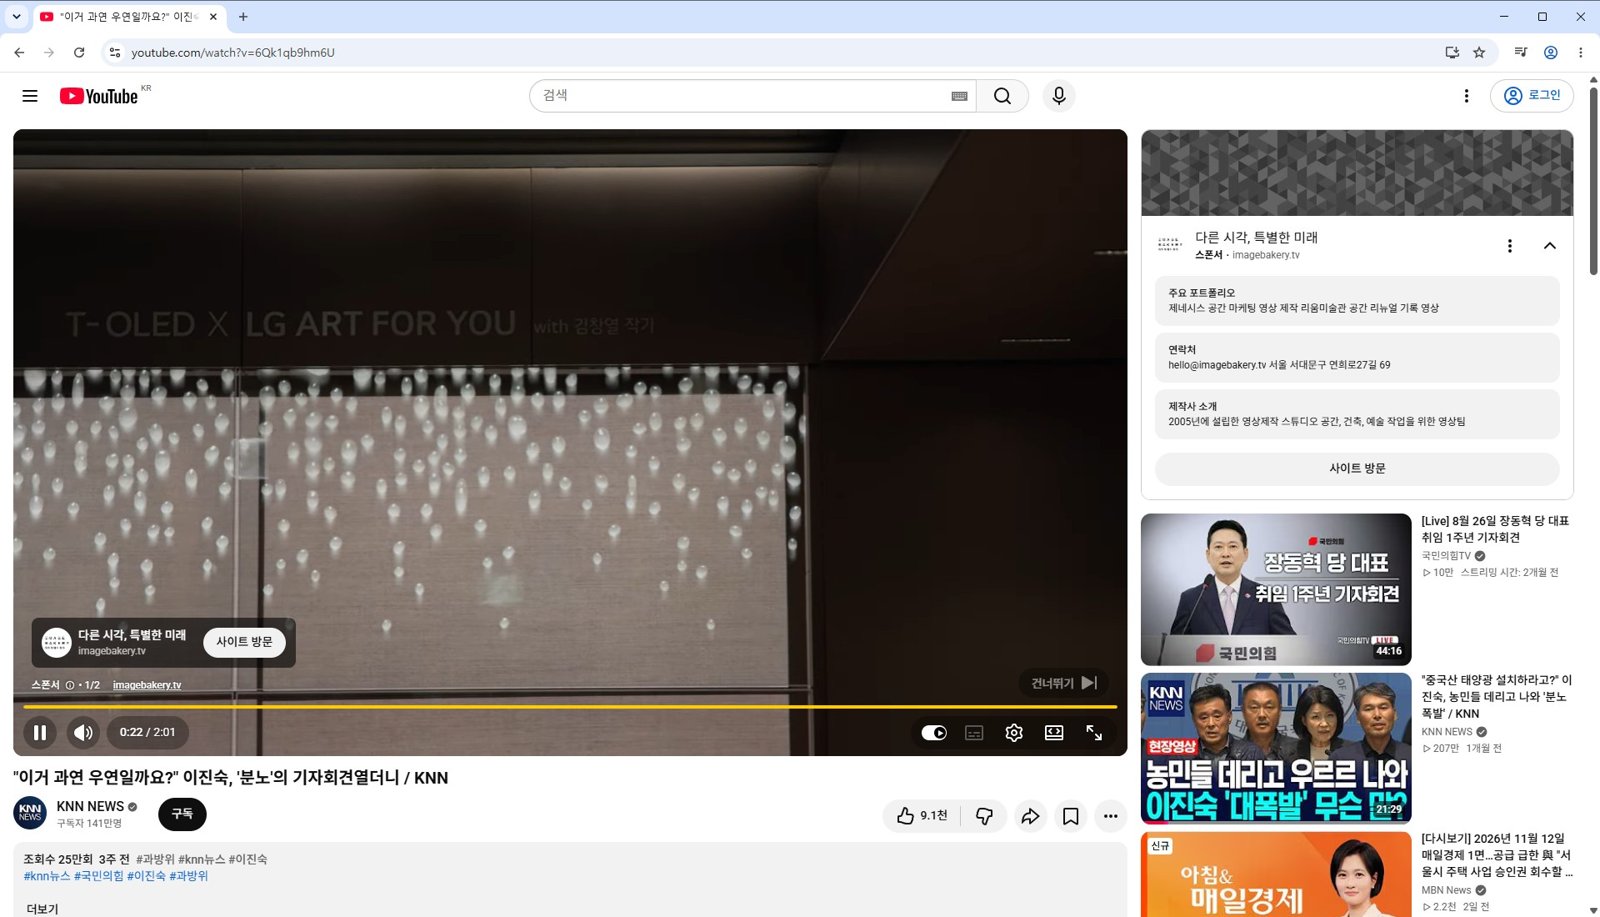 "이거 과연 우연일까요?" 이진숙
youtube.com/watch?v=6Qk1qb9hm6U
YouTube KR
검색
로그인
T-OLED X LG ART FOR YOU with 김창열 작가
다른 시각, 특별한 미래
imagebakery.tv
사이트 방문
스폰서 • 1/2 imagebakery.tv
건너뛰기
0:22 / 2:01
"이거 과연 우연일까요?" 이진숙, '분노'의 기자회견열더니 / KNN
KNN NEWS
KNN NEWS
구독자 141만명
구독
9.1천
조회수 25만회 3주 전 #과방위 #knn뉴스 #이진숙
#knn뉴스 #국민의힘 #이진숙 #과방위
더보기
다른 시각, 특별한 미래
스폰서 · imagebakery.tv
주요 포트폴리오
제네시스 공간 마케팅 영상 제작 리움미술관 공간 리뉴얼 기록 영상
연락처
hello@imagebakery.tv 서울 서대문구 연희로27길 69
제작사 소개
2005년에 설립한 영상제작 스튜디오 공간, 건축, 예술 작업을 위한 영상팀
사이트 방문
국민의힘
장동혁 당 대표
취임 1주년 기자회견
국민의힘TV LIVE
국민의힘
44:16
[Live] 8월 26일 장동혁 당 대표
취임 1주년 기자회견
국민의힘TV
10만 스트리밍 시간: 2개월 전
KNN
NEWS
현장영상
농민들 데리고 우르르 나와
이진숙 '대폭발' 무슨 일?
21:29
"중국산 태양광 설치하라고?" 이
진숙, 농민들 데리고 나와 '분노
폭발' / KNN
KNN NEWS
207만 1개월 전
신규
아침&
매일경제
[다시보기] 2026년 11월 12일
매일경제 1면...공급 급한 與 "서
울시 주택 사업 승인권 회수할 ...
MBN News
2.2천 2일 전